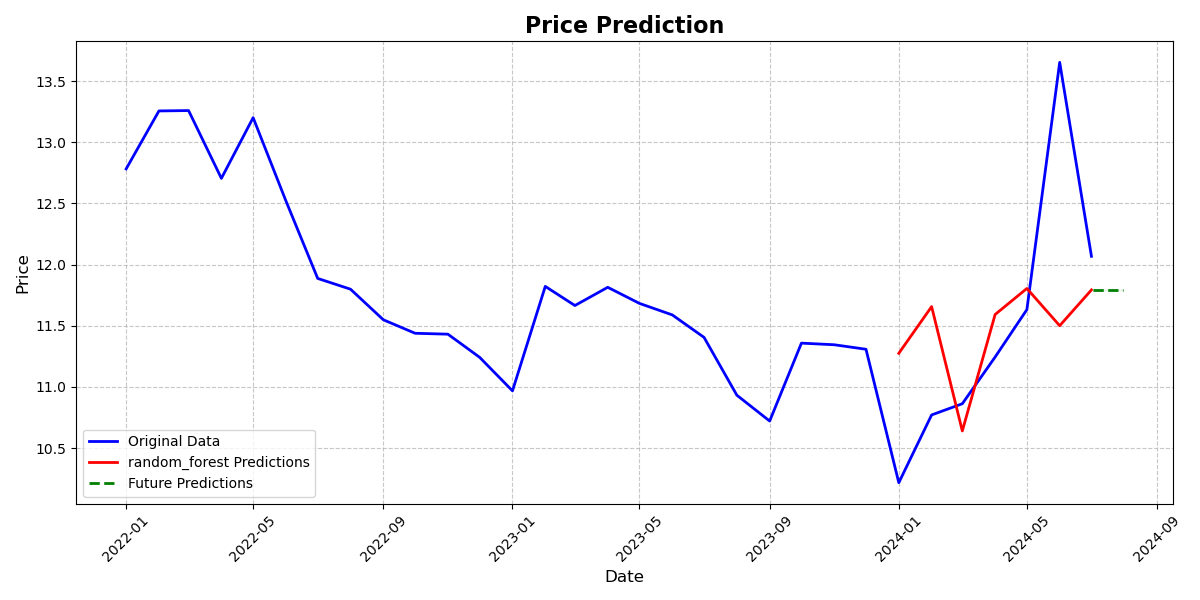 Price Prediction
Price
13.5
13.0
12.5
12.0
11.5
11.0
10.5
Original Data
random_forest Predictions
Future Predictions
2022-01
2022-05
2022-09
2023-01
2023-05
2023-09
2024-01
2024-05
2024-09
Date